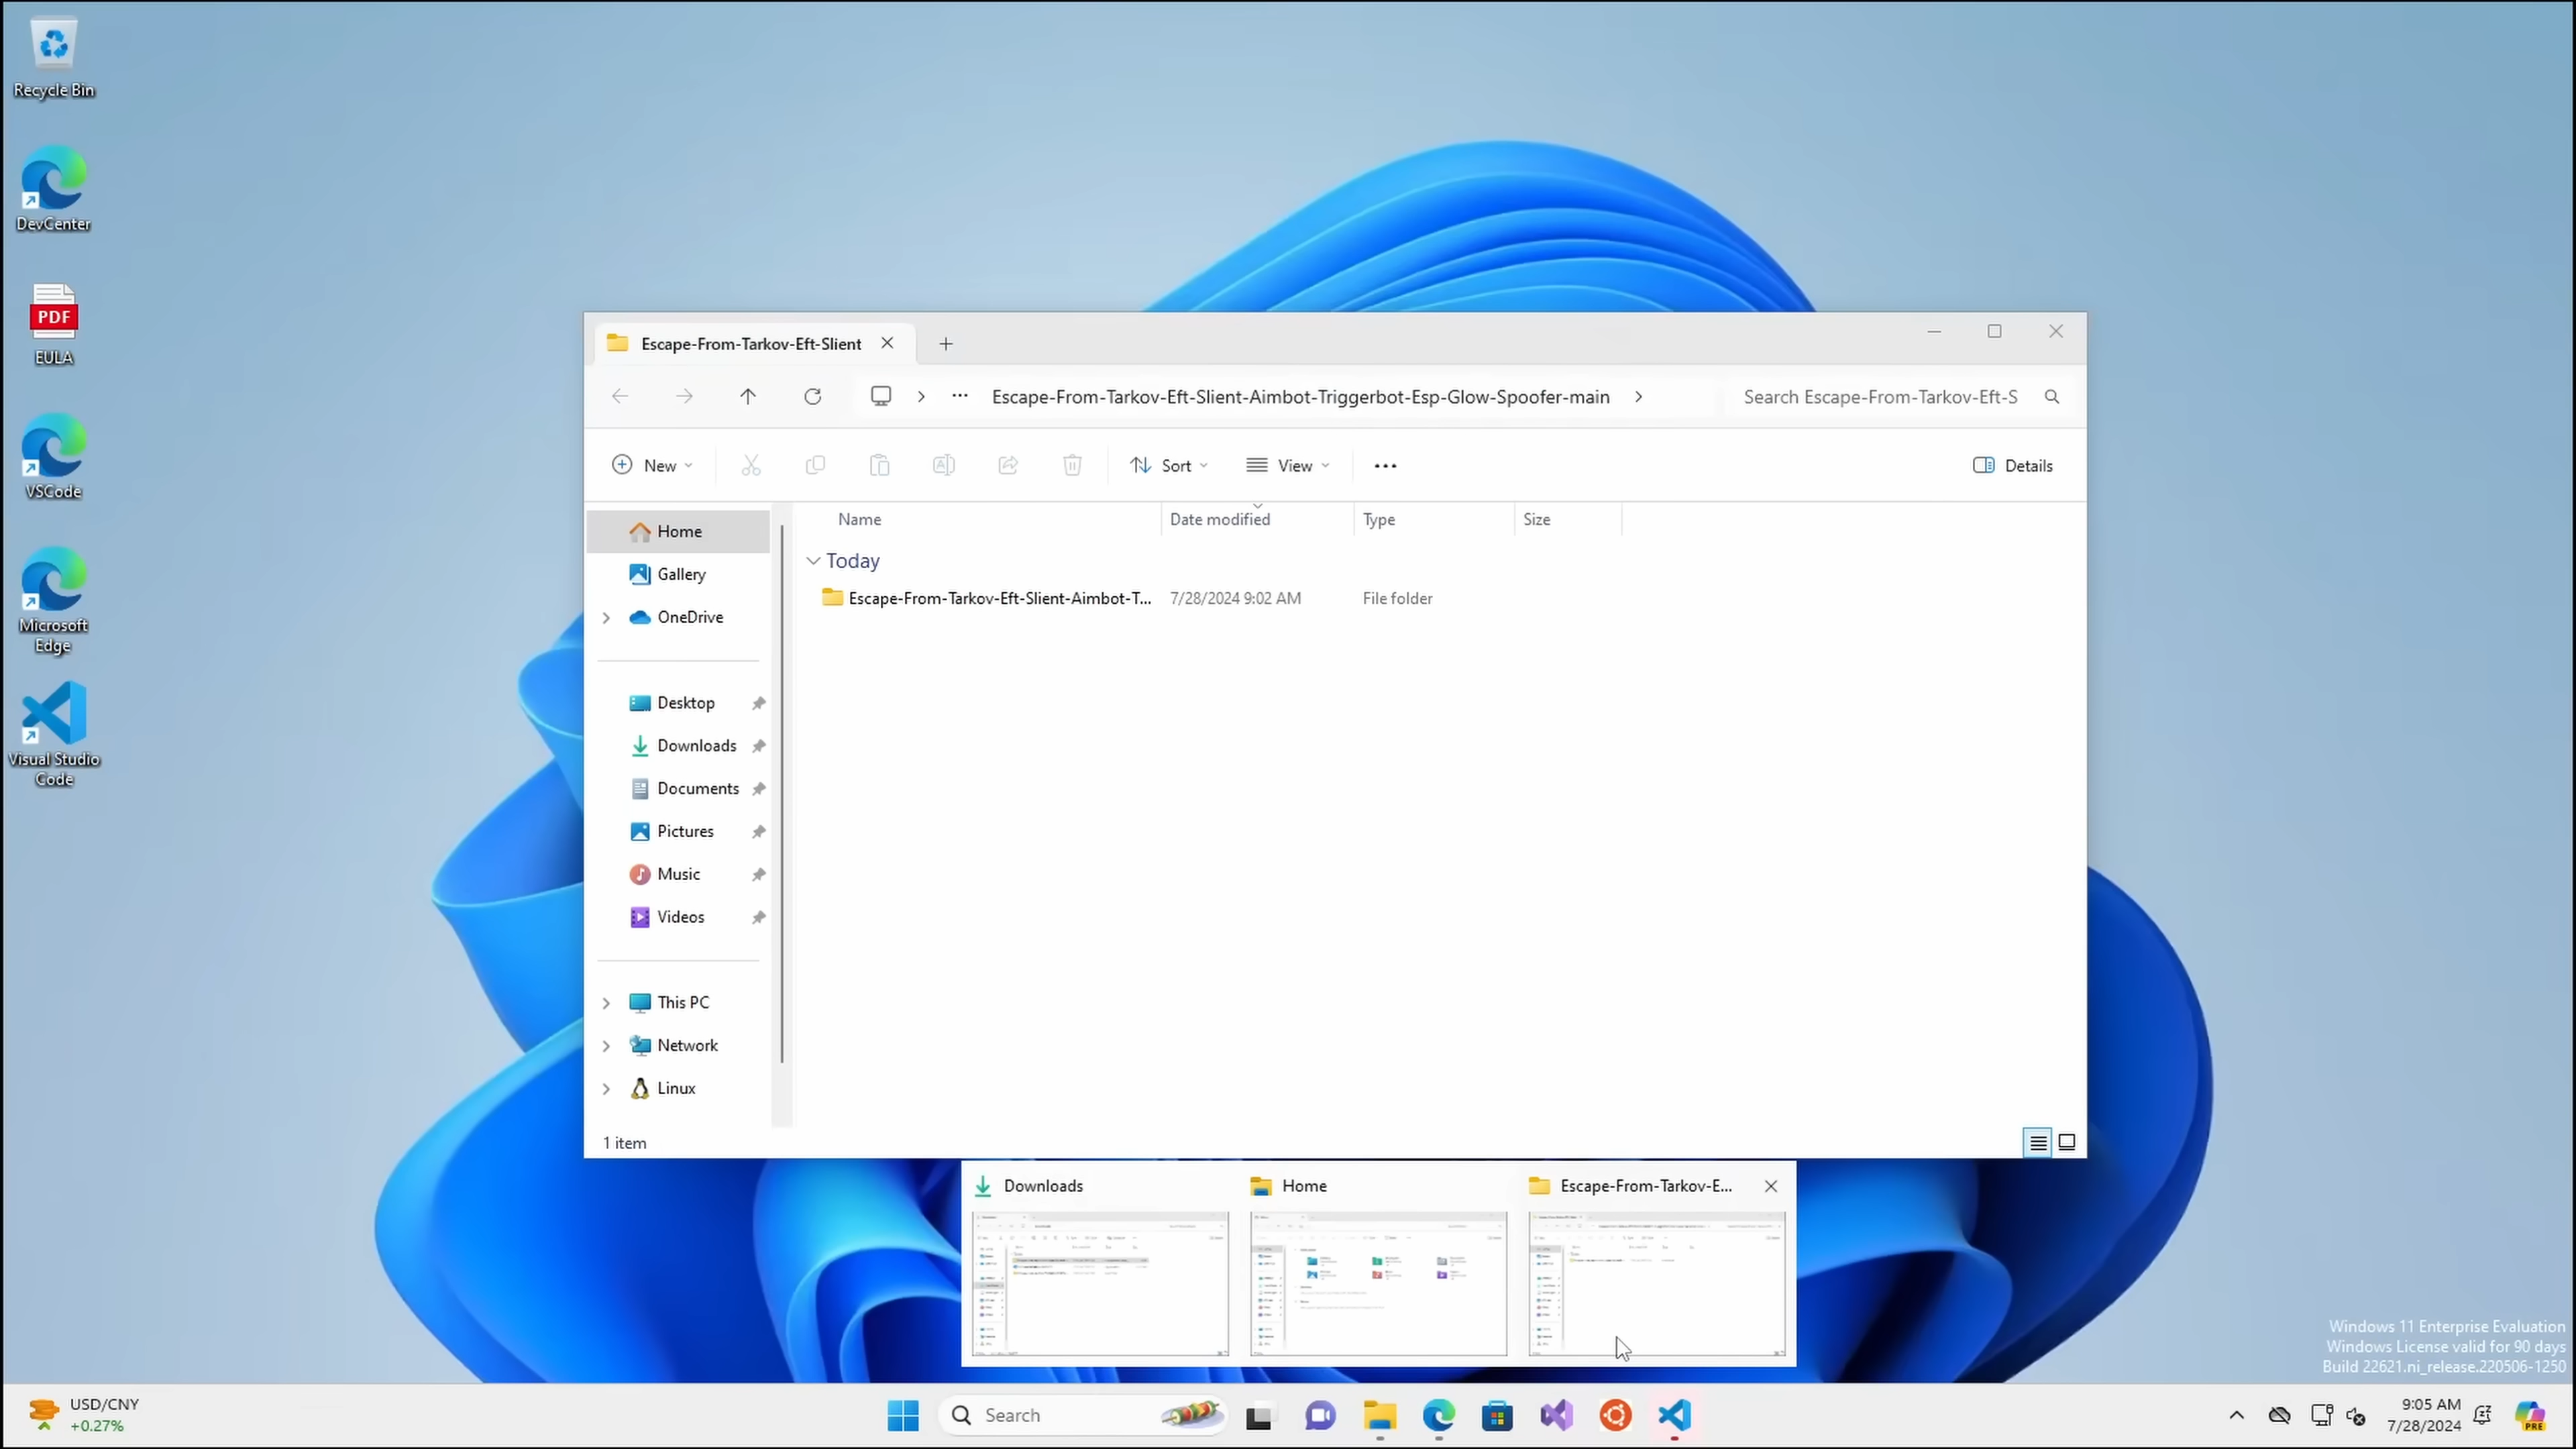 Recycle Bin
DevCenter
PDF
EULA
VSCode
Microsoft
Edge
Visual Studio
Code
Escape-From-Tarkov-Eft-Slient
Escape-From-Tarkov-Eft-Slient-Aimbot-Triggerbot-Esp-Glow-Spoofer-main
Search Escape-From-Tarkov-Eft-S
New
Sort
View
Details
Home
Gallery
OneDrive
Desktop
Downloads
Documents
Pictures
Music
Videos
This PC
Network
Linux
Name Date modified Type Size
Today
Escape-From-Tarkov-Eft-Slient-Aimbot-T... 7/28/2024 9:02 AM File folder
1 item
Downloads
Home
Escape-From-Tarkov-E...
Windows 11 Enterprise Evaluation
Windows License valid for 90 days
Build 22621.ni_release.220506-1250
USD/CNY
+0.27%
Search
9:05 AM
7/28/2024
PRE